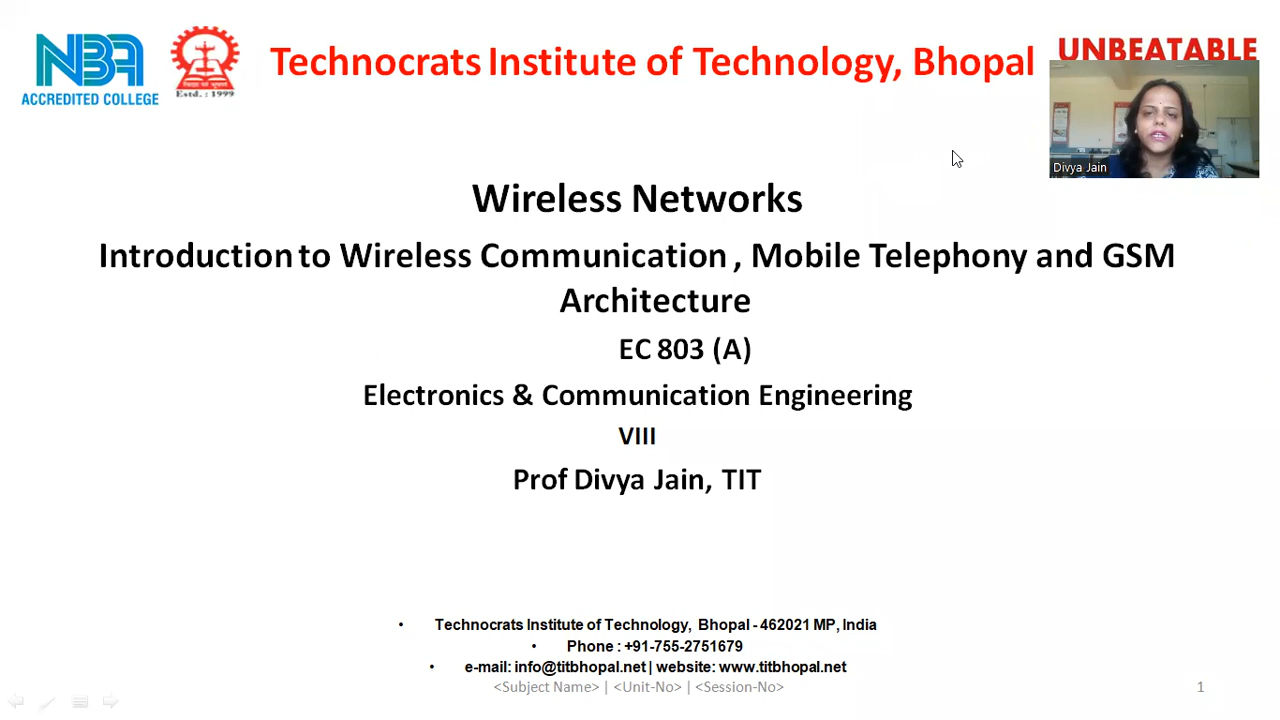 NBA
ACCREDITED COLLEGE
Estd. : 1999
Technocrats Institute of Technology, Bhopal
UNBEATABLE
Divya Jain
Wireless Networks
Introduction to Wireless Communication , Mobile Telephony and GSM
Architecture
EC 803 (A)
Electronics & Communication Engineering
VIII
Prof Divya Jain, TIT
• Technocrats Institute of Technology, Bhopal - 462021 MP, India
• Phone : +91-755-2751679
• e-mail: info@titbhopal.net | website: www.titbhopal.net
<Subject Name> | <Unit-No> | <Session-No>
1